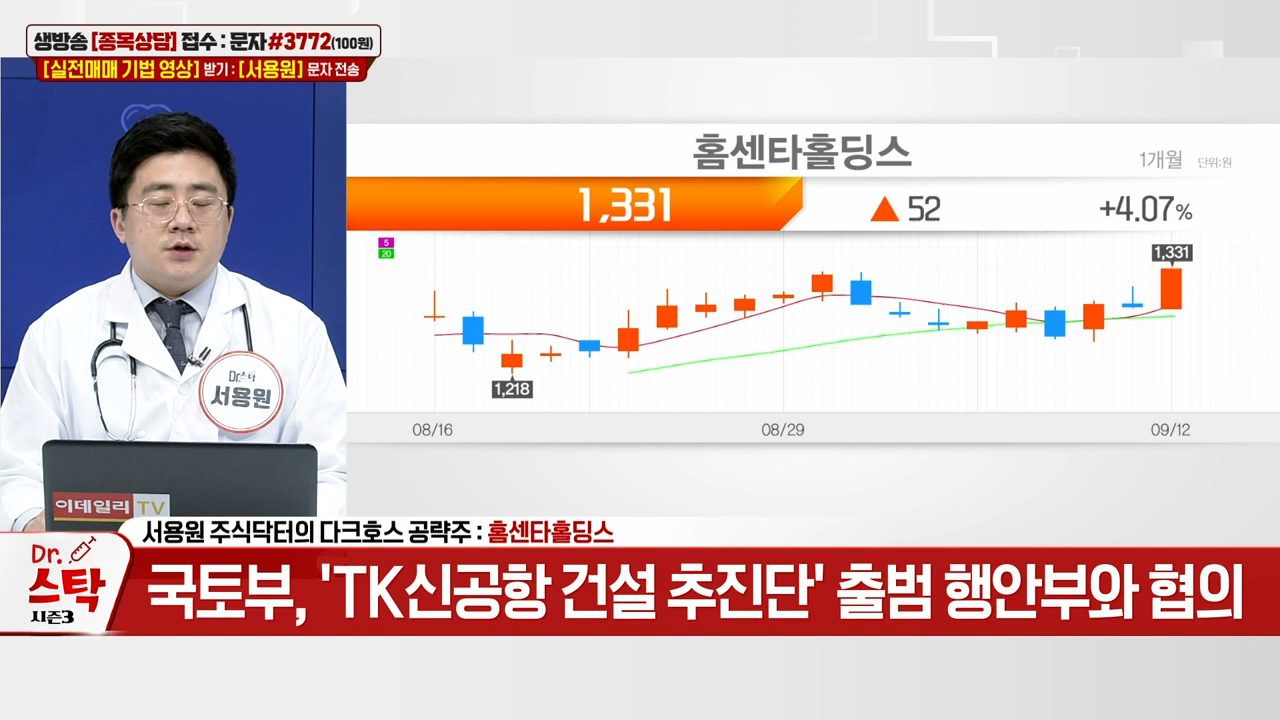 생방송 [종목상담] 접수 : 문자#3772(100원)
[실전매매 기법 영상] 받기 : [서용원] 문자 전송
홈센타홀딩스
1개월 단위:원
1,331 ▲ 52 +4.07%
5
20
1,331
1,218
08/16 08/29 09/12
Dr.스탁
서용원
이데일리 TV
서용원 주식닥터의 다크호스 공략주 : 홈센타홀딩스
Dr.
스탁
시즌3
국토부, 'TK신공항 건설 추진단' 출범 행안부와 협의